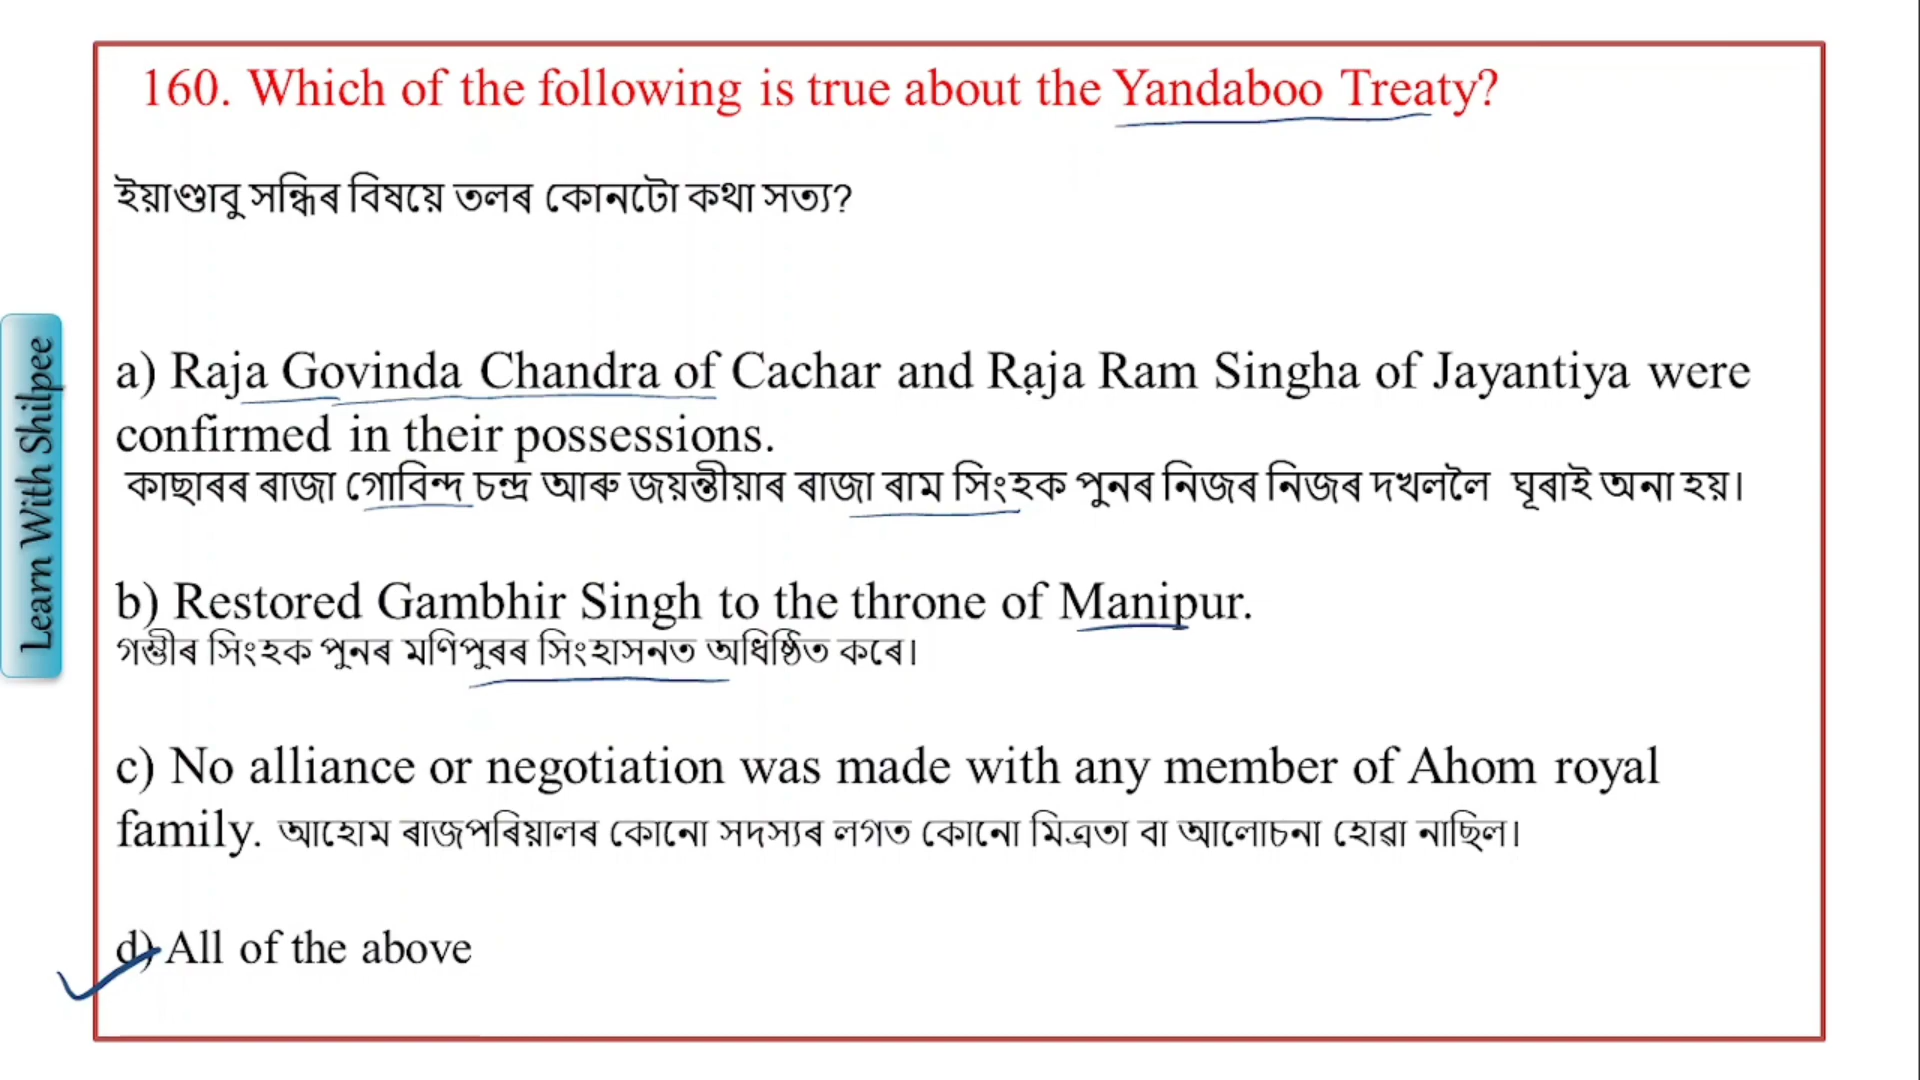 160. Which of the following is true about the Yandaboo Treaty?
ইয়াণ্ডাবু সন্ধিৰ বিষয়ে তলৰ কোনটো কথা সত্য?
a) Raja Govinda Chandra of Cachar and Rạja Ram Singha of Jayantiya were
confirmed in their possessions.
কাছাৰৰ ৰাজা গোবিন্দ চন্দ্ৰ আৰু জয়ন্তীয়াৰ ৰাজা ৰাম সিংহক পুনৰ নিজৰ নিজৰ দখললৈ ঘূৰাই অনা হয়।
b) Restored Gambhir Singh to the throne of Manipur.
গম্ভীৰ সিংহক পুনৰ মণিপুৰৰ সিংহাসনত অধিষ্ঠিত কৰে।
c) No alliance or negotiation was made with any member of Ahom royal
family. আহোম ৰাজপৰিয়ালৰ কোনো সদস্যৰ লগত কোনো মিত্ৰতা বা আলোচনা হোৱা নাছিল।
d) All of the above
Learn With Shilpee